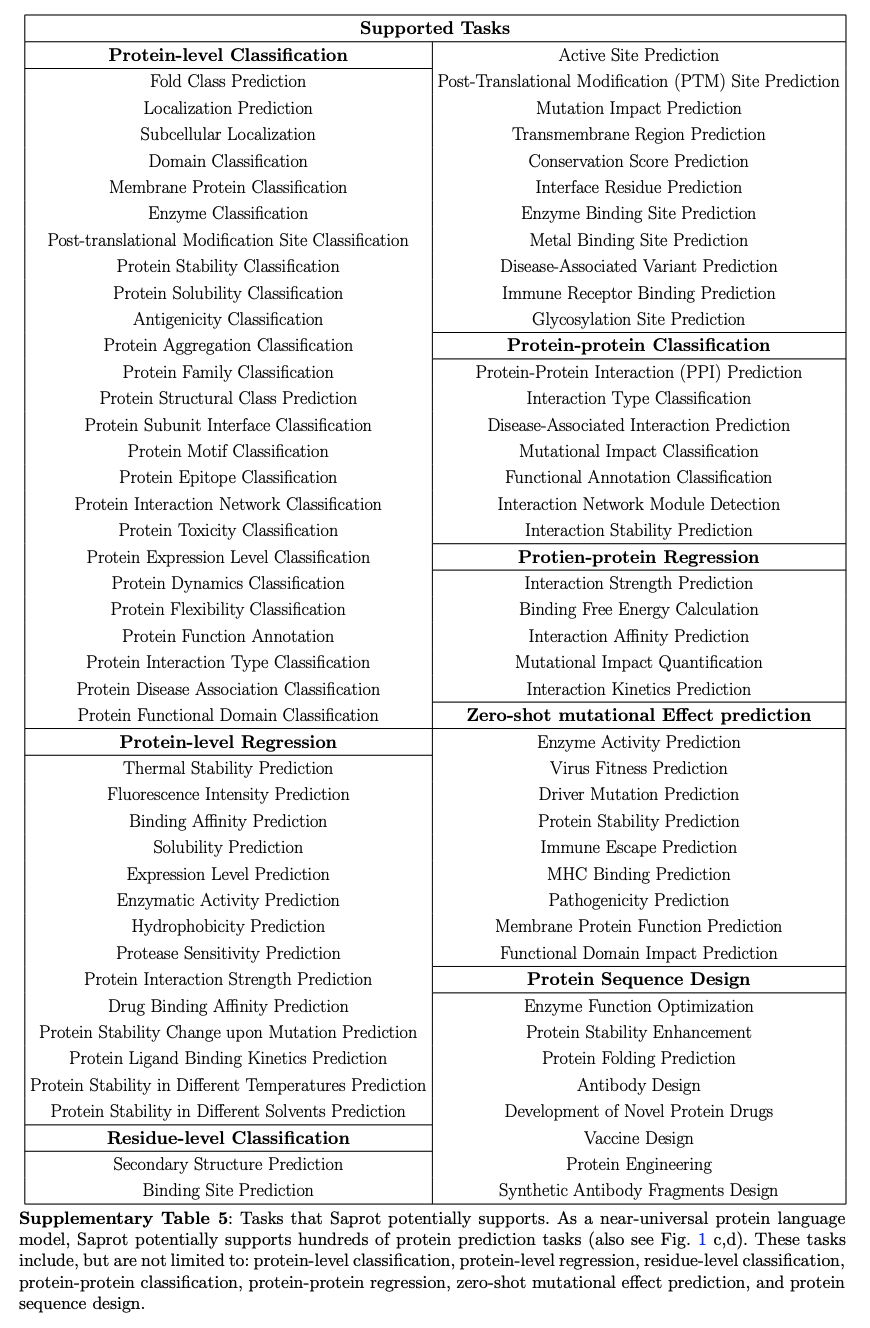 Supported Tasks
Protein-level Classification
Fold Class Prediction
Localization Prediction
Subcellular Localization
Domain Classification
Membrane Protein Classification
Enzyme Classification
Post-translational Modification Site Classification
Protein Stability Classification
Protein Solubility Classification
Antigenicity Classification
Protein Aggregation Classification
Protein Family Classification
Protein Structural Class Prediction
Protein Subunit Interface Classification
Protein Motif Classification
Protein Epitope Classification
Protein Interaction Network Classification
Protein Toxicity Classification
Protein Expression Level Classification
Protein Dynamics Classification
Protein Flexibility Classification
Protein Function Annotation
Protein Interaction Type Classification
Protein Disease Association Classification
Protein Functional Domain Classification
Protein-level Regression
Thermal Stability Prediction
Fluorescence Intensity Prediction
Binding Affinity Prediction
Solubility Prediction
Expression Level Prediction
Enzymatic Activity Prediction
Hydrophobicity Prediction
Protease Sensitivity Prediction
Protein Interaction Strength Prediction
Drug Binding Affinity Prediction
Protein Stability Change upon Mutation Prediction
Protein Ligand Binding Kinetics Prediction
Protein Stability in Different Temperatures Prediction
Protein Stability in Different Solvents Prediction
Residue-level Classification
Secondary Structure Prediction
Binding Site Prediction
Active Site Prediction
Post-Translational Modification (PTM) Site Prediction
Mutation Impact Prediction
Transmembrane Region Prediction
Conservation Score Prediction
Interface Residue Prediction
Enzyme Binding Site Prediction
Metal Binding Site Prediction
Disease-Associated Variant Prediction
Immune Receptor Binding Prediction
Glycosylation Site Prediction
Protein-protein Classification
Protein-Protein Interaction (PPI) Prediction
Interaction Type Classification
Disease-Associated Interaction Prediction
Mutational Impact Classification
Functional Annotation Classification
Interaction Network Module Detection
Interaction Stability Prediction
Protien-protein Regression
Interaction Strength Prediction
Binding Free Energy Calculation
Interaction Affinity Prediction
Mutational Impact Quantification
Interaction Kinetics Prediction
Zero-shot mutational Effect prediction
Enzyme Activity Prediction
Virus Fitness Prediction
Driver Mutation Prediction
Protein Stability Prediction
Immune Escape Prediction
MHC Binding Prediction
Pathogenicity Prediction
Membrane Protein Function Prediction
Functional Domain Impact Prediction
Protein Sequence Design
Enzyme Function Optimization
Protein Stability Enhancement
Protein Folding Prediction
Antibody Design
Development of Novel Protein Drugs
Vaccine Design
Protein Engineering
Synthetic Antibody Fragments Design
Supplementary Table 5: Tasks that Saprot potentially supports. As a near-universal protein language
model, Saprot potentially supports hundreds of protein prediction tasks (also see Fig. 1 c,d). These tasks
include, but are not limited to: protein-level classification, protein-level regression, residue-level classification,
protein-protein classification, protein-protein regression, zero-shot mutational effect prediction, and protein
sequence design.